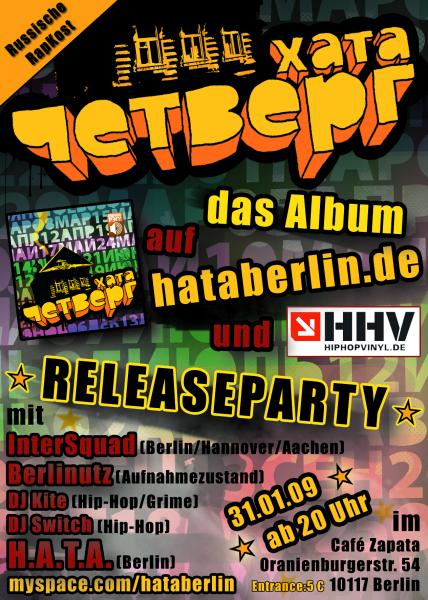 Russische
RapKost
хата
четверг
das Album
auf
hataberlin.de
хата
четверг
und
HHV
HIPHOPVINYL.DE
RELEASEPARTY
mit
InterSquad (Berlin/Hannover/Aachen)
Berlinutz (Aufnahmezustand)
DJ Kite (Hip-Hop/Grime)
DJ Switch (Hip-Hop)
H.A.T.A. (Berlin)
myspace.com/hataberlin
31.01.09
ab 20 Uhr
im
Café Zapata
Oranienburgerstr. 54
Entrance:5 € 10117 Berlin